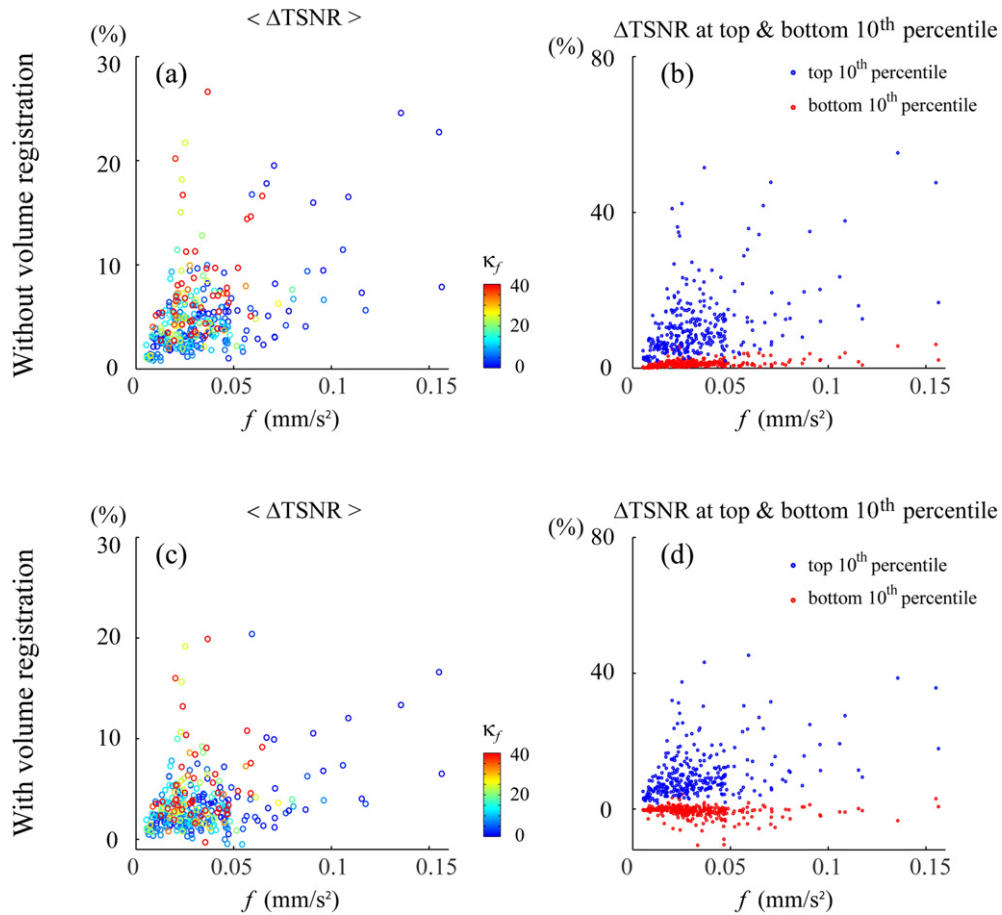 Without volume registration
< ΔTSNR >
(%)
(a)
30
20
10
0
0
0.05
0.1
0.15
f (mm/s²)
κf
40
20
0
ΔTSNR at top & bottom 10th percentile
(%)
(b)
top 10th percentile
bottom 10th percentile
80
40
0
0
0.05
0.1
0.15
f (mm/s²)
With volume registration
< ΔTSNR >
(%)
(c)
30
20
10
0
0
0.05
0.1
0.15
f (mm/s²)
κf
40
20
0
ΔTSNR at top & bottom 10th percentile
(%)
(d)
top 10th percentile
bottom 10th percentile
80
40
0
0
0.05
0.1
0.15
f (mm/s²)